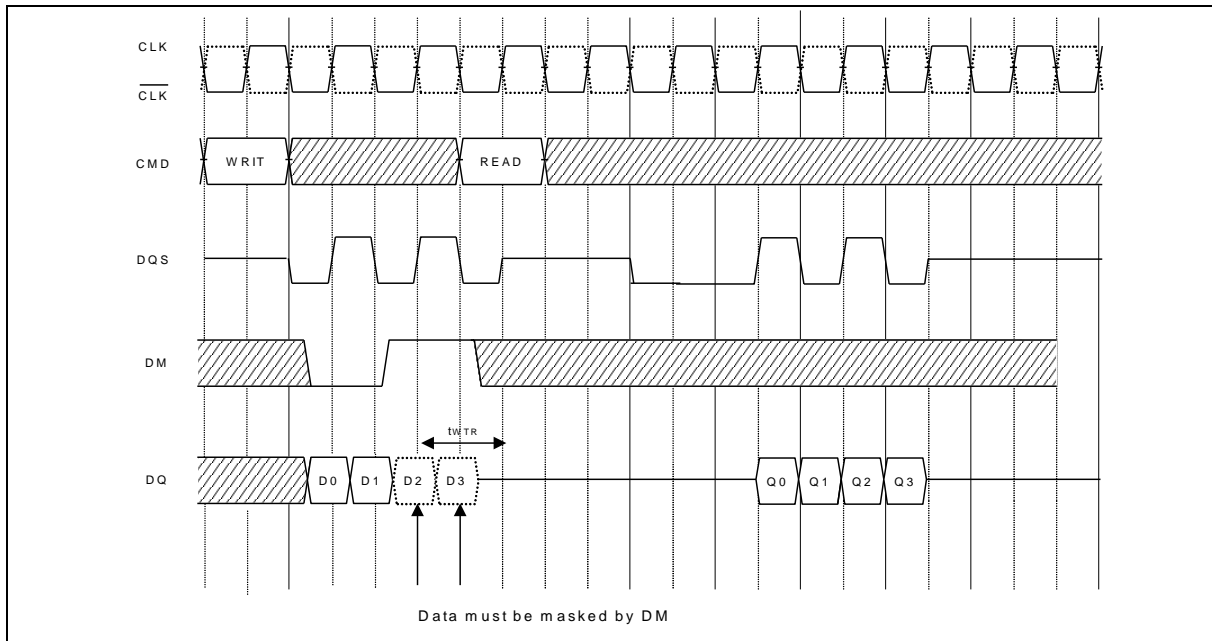 CLK
CLK
CMD WRIT READ
DQS
DM
tWTR
DQ D0 D1 D2 D3 Q0 Q1 Q2 Q3
Data must be masked by DM